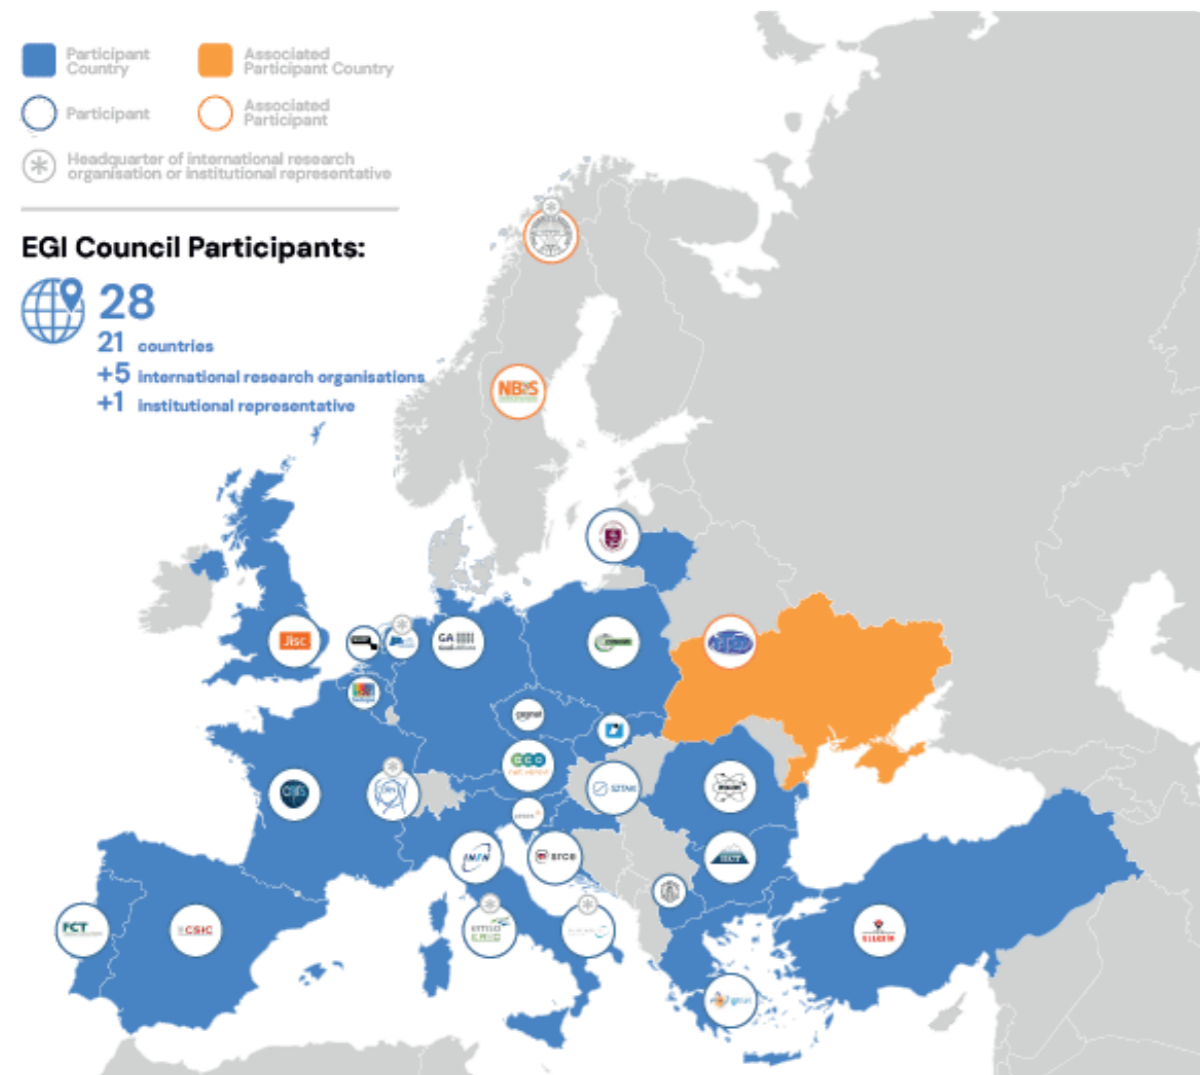 Participant
Country
Associated
Participant Country
Participant
Associated
Participant
Headquarter of international research
organisation or institutional representative
EGI Council Participants:
28
21 countries
+5 international research organisations
+1 institutional representative
NBIS
Jisc
GA
SZTAKI
INFN
srce
IICT
FCT
CSIC